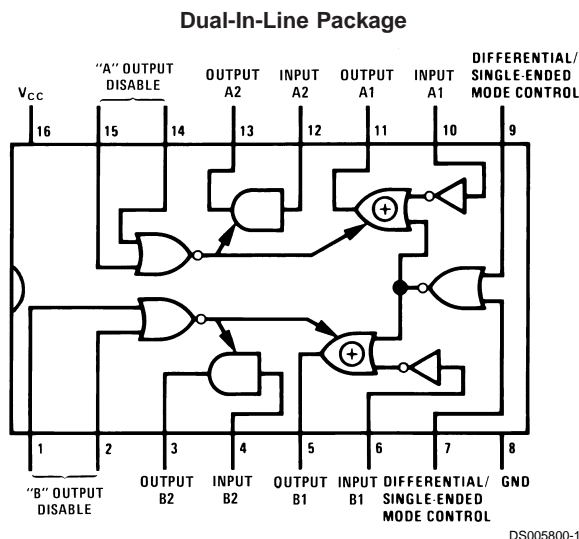 Dual-In-Line Package
DIFFERENTIAL/
"A" OUTPUT OUTPUT INPUT OUTPUT INPUT SINGLE-ENDED
VCC DISABLE A2 A2 A1 A1 MODE CONTROL
16 15 14 13 12 11 10 9
1 2 3 4 5 6 7 8
OUTPUT INPUT OUTPUT INPUT DIFFERENTIAL/ GND
"B" OUTPUT B2 B2 B1 B1 SINGLE-ENDED
DISABLE MODE CONTROL
DS005800-1